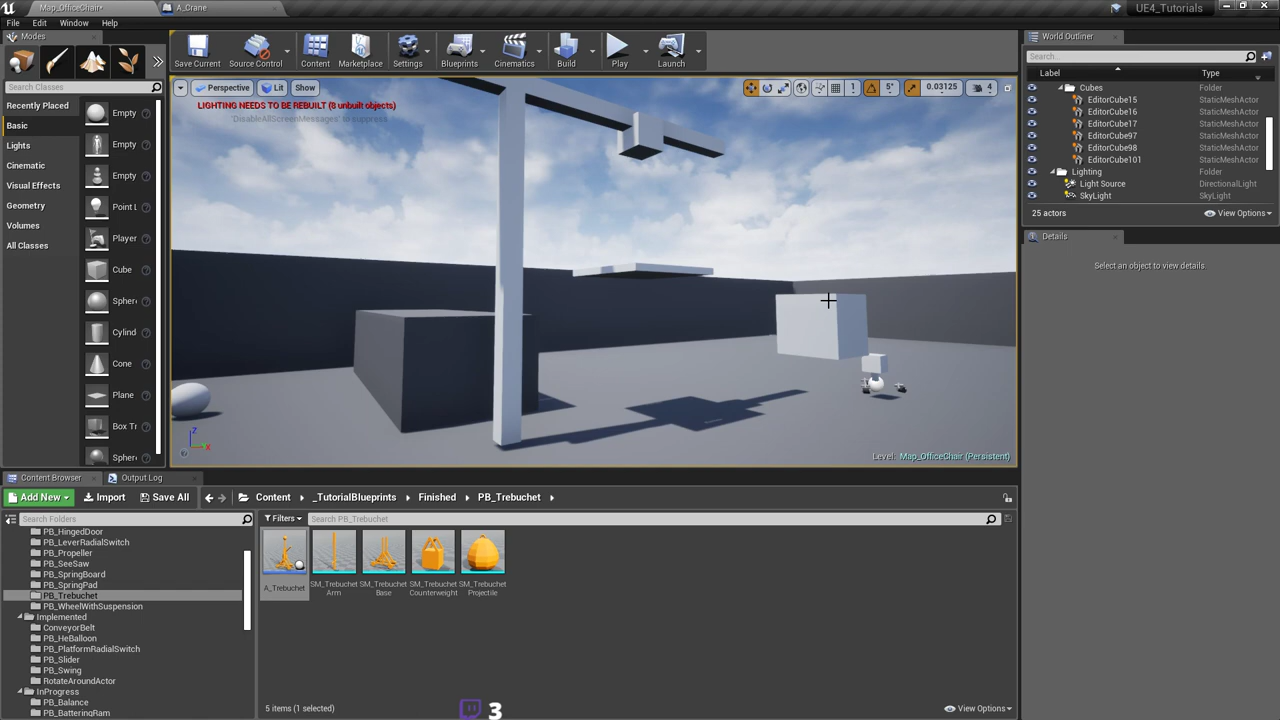 Map_OfficeChair*
A_Crane
UE4_Tutorials
File Edit Window Help
Modes
Search Classes
Recently Placed
Basic
Lights
Cinematic
Visual Effects
Geometry
Volumes
All Classes
Empty
Empty
Empty
Point L
Player
Cube
Spher
Cylind
Cone
Plane
Box Tr
Spher
Save Current
Source Control
Content
Marketplace
Settings
Blueprints
Cinematics
Build
Play
Launch
Perspective
Lit
Show
1
5°
0.03125
4
LIGHTING NEEDS TO BE REBUILT (8 unbuilt objects)
'DisableAllScreenMessages' to suppress
Z
X
Level: Map_OfficeChair (Persistent)
World Outliner
Search...
Label Type
Cubes Folder
EditorCube15 StaticMeshActor
EditorCube16 StaticMeshActor
EditorCube17 StaticMeshActor
EditorCube97 StaticMeshActor
EditorCube98 StaticMeshActor
EditorCube101 StaticMeshActor
Lighting Folder
Light Source DirectionalLight
SkyLight SkyLight
25 actors
View Options
Details
Select an object to view details
Content Browser
Output Log
Add New
Import
Save All
Content
_TutorialBlueprints
Finished
PB_Trebuchet
Search Folders
PB_HingedDoor
PB_LeverRadialSwitch
PB_Propeller
PB_SeeSaw
PB_SpringBoard
PB_SpringPad
PB_Trebuchet
PB_WheelWithSuspension
Implemented
ConveyorBelt
PB_HeBalloon
PB_PlatformRadialSwitch
PB_Slider
PB_Swing
RotateAroundActor
InProgress
PB_Balance
PB_BatteringRam
Filters
Search PB_Trebuchet
A_Trebuchet
SM_Trebuchet
Arm
SM_Trebuchet
Base
SM_Trebuchet
Counterweight
SM_Trebuchet
Projectile
5 items (1 selected)
3
View Options